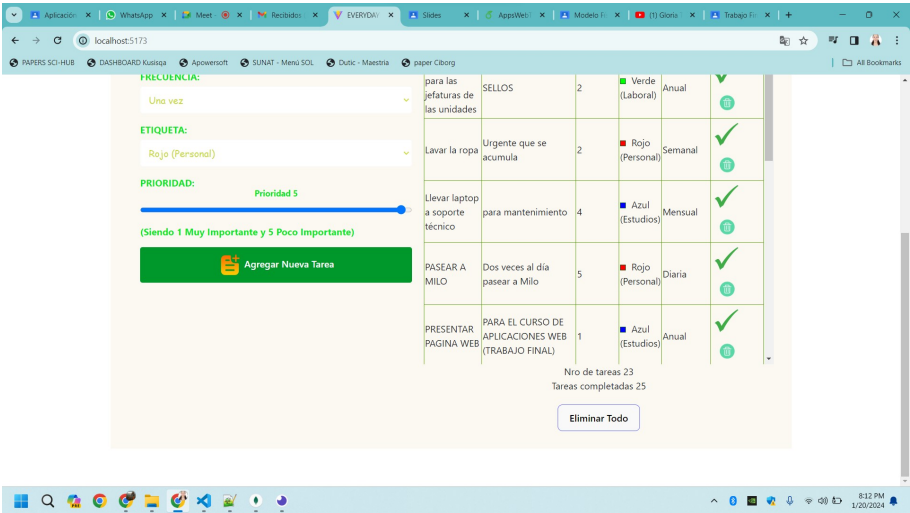 Aplicación
WhatsApp
Meet -
Recibidos
EVERYDAY
Slides
AppsWeb
Modelo Fi
(1) Gloria
Trabajo Fi
localhost:5173
PAPERS SCI-HUB
DASHBOARD Kusisqa
Apowersoft
SUNAT - Menú SOL
Dutic - Maestria
paper Ciborg
All Bookmarks
FRECUENCIA:
Una vez
ETIQUETA:
Rojo (Personal)
PRIORIDAD:
Prioridad 5
(Siendo 1 Muy Importante y 5 Poco Importante)
Agregar Nueva Tarea
para las
jefaturas de
las unidades
SELLOS
2
Verde
(Laboral)
Anual
Lavar la ropa
Urgente que se
acumula
2
Rojo
(Personal)
Semanal
Llevar laptop
a soporte
técnico
para mantenimiento
4
Azul
(Estudios)
Mensual
PASEAR A
MILO
Dos veces al día
pasear a Milo
5
Rojo
(Personal)
Diaria
PRESENTAR
PAGINA WEB
PARA EL CURSO DE
APLICACIONES WEB
(TRABAJO FINAL)
1
Azul
(Estudios)
Anual
Nro de tareas 23
Tareas completadas 25
Eliminar Todo
8:12 PM
1/20/2024